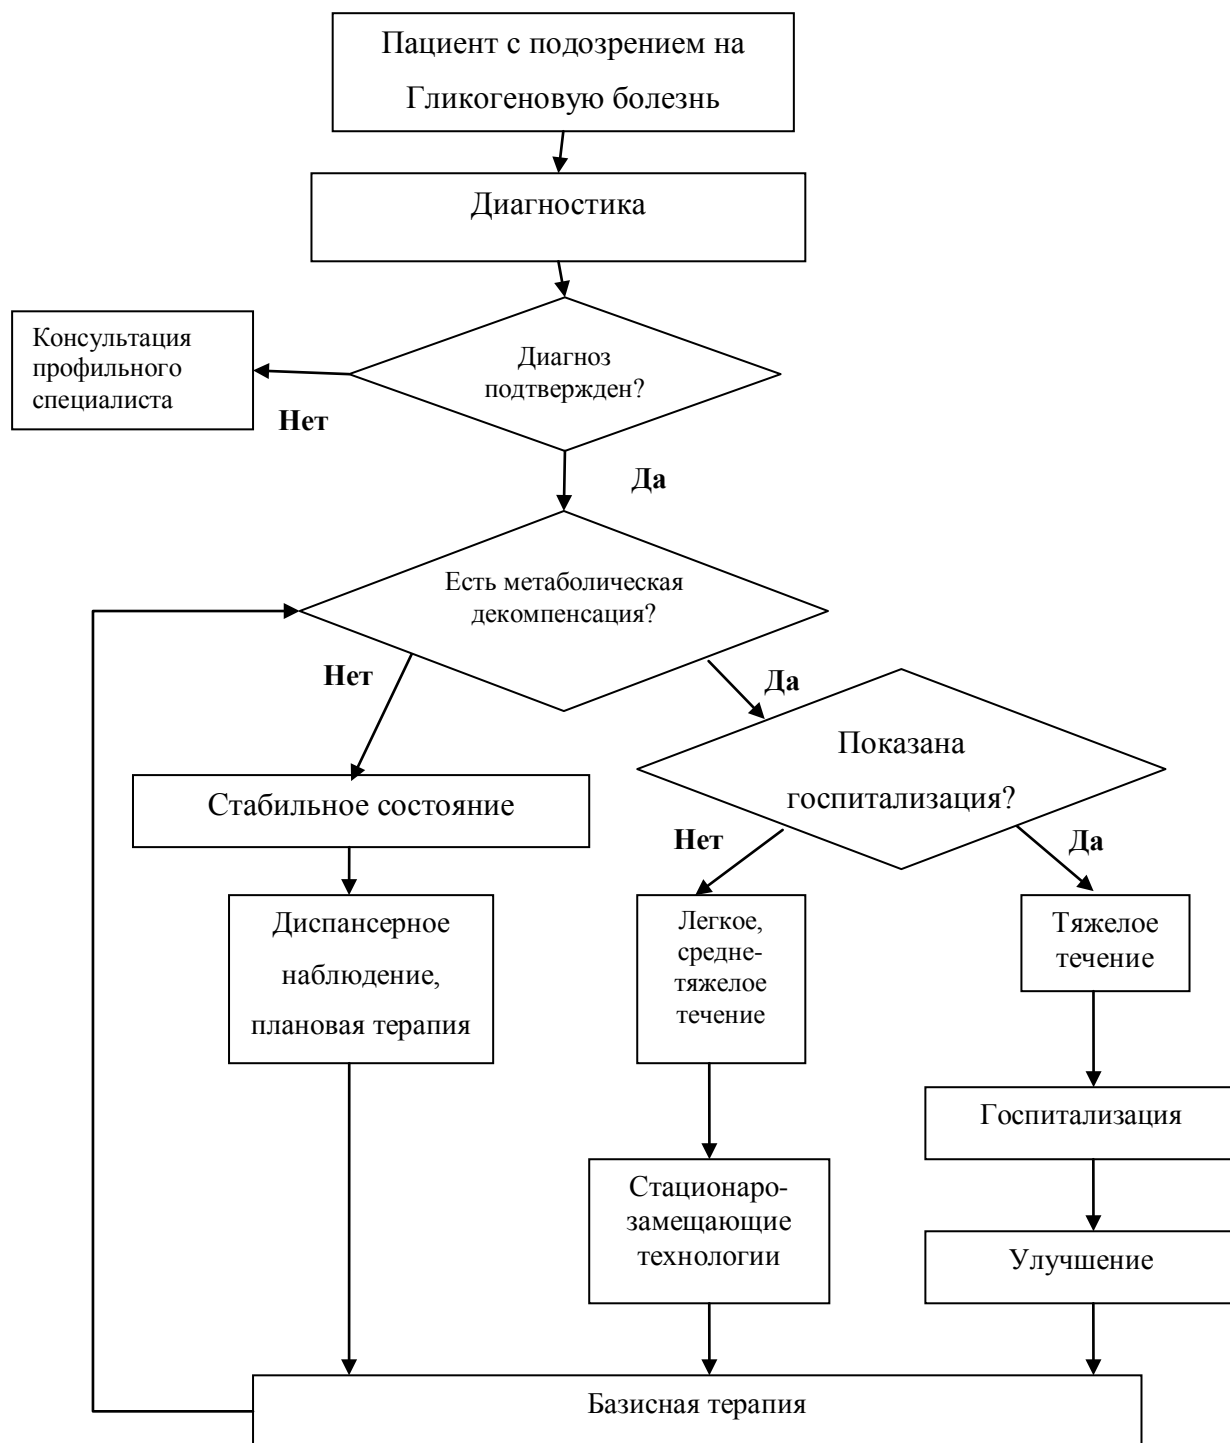 Пациент с подозрением на
Гликогеновую болезнь
Диагностика
Диагноз
подтвержден?
Консультация
профильного
специалиста
Нет
Да
Есть метаболическая
декомпенсация?
Нет
Да
Показана
госпитализация?
Стабильное состояние
Нет
Да
Диспансерное
наблюдение,
плановая терапия
Легкое,
средне-
тяжелое
течение
Тяжелое
течение
Госпитализация
Стационаро-
замещающие
технологии
Улучшение
Базисная терапия